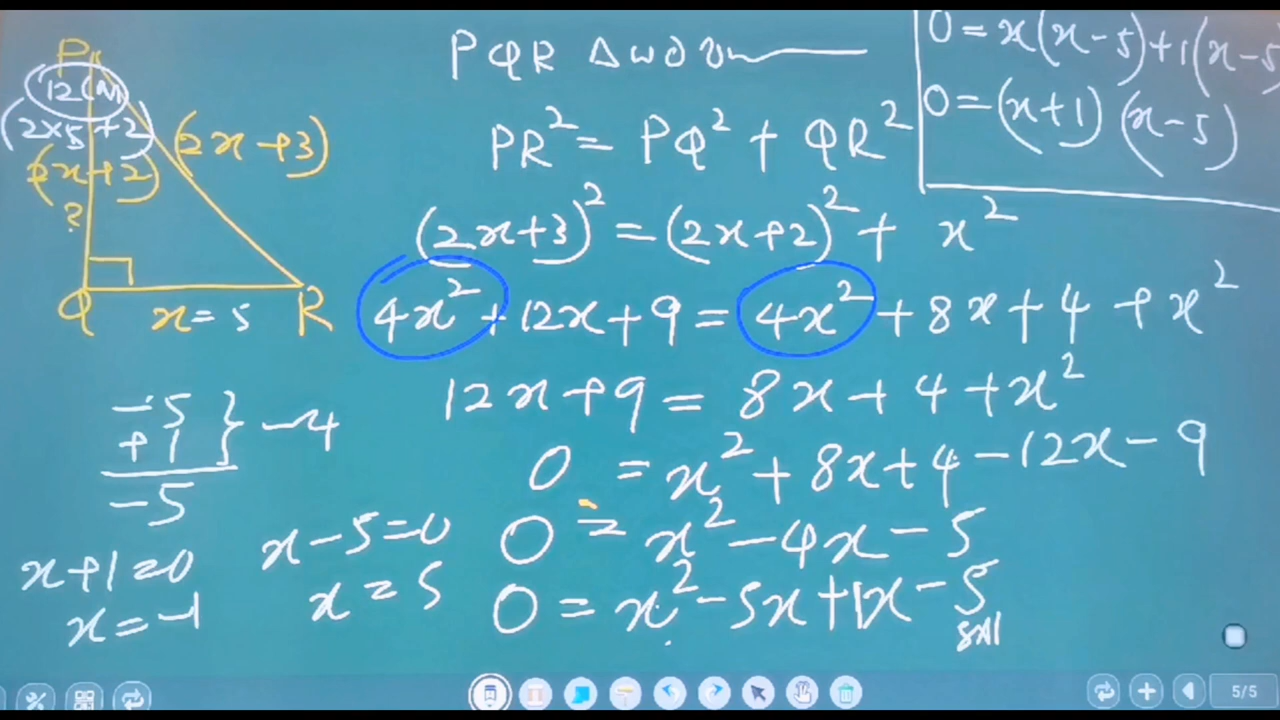 P
12 cm
(2x5+2)
(2x+2)
?
(2x+3)
Q
x = 5
R
-5
+1
} -4
-5
x+1=0
x=-1
x-5=0
x=5
PQR Δ
PR² = PQ² + QR²
(2x+3)² = (2x+2)² + x²
4x² + 12x + 9 = 4x² + 8x + 4 + x²
12x + 9 = 8x + 4 + x²
0 = x² + 8x + 4 - 12x - 9
0 = x² - 4x - 5
0 = x² - 5x + 1x - 5
5x1
0 = x(x-5)+1(x-5
0 = (x+1) (x-5)
5/5